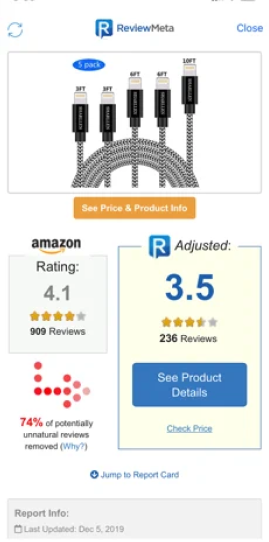 ReviewMeta
Close
5 pack
3FT 3FT 6FT 6FT 10FT
See Price & Product Info
amazon
Rating:
4.1
909 Reviews
74% of potentially
unnatural reviews
removed (Why?)
R Adjusted:
3.5
236 Reviews
See Product
Details
Check Price
Jump to Report Card
Report Info:
Last Updated: Dec 5, 2019